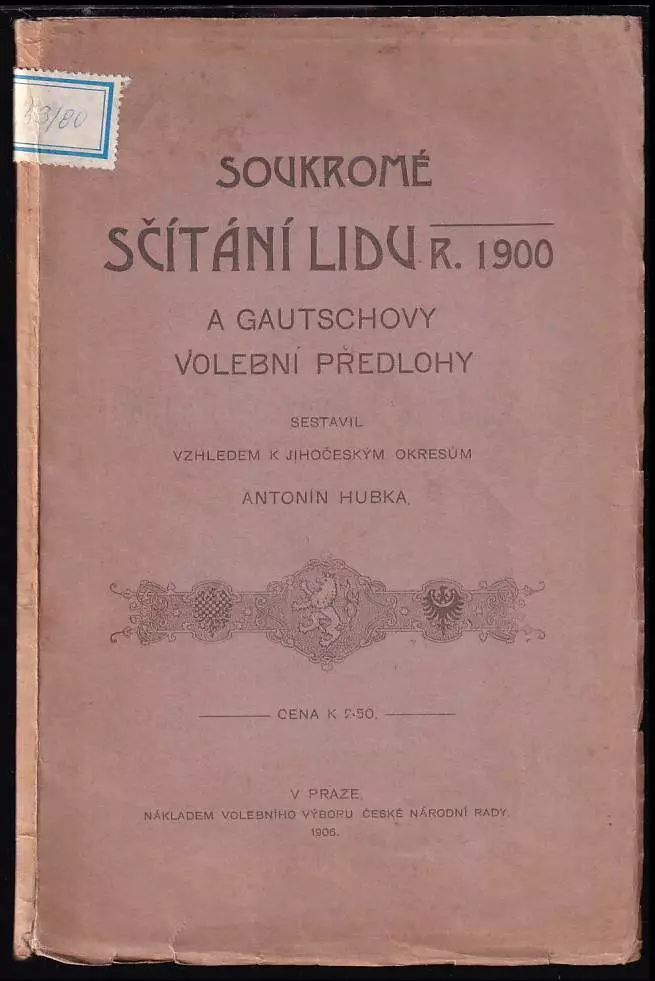 SOUKROMÉ
SČÍTÁNÍ LIDU R. 1900
A GAUTSCHOVY
VOLEBNÍ PŘEDLOHY
SESTAVIL
VZHLEDEM K JIHOČESKÝM OKRESŮM
ANTONÍN HUBKA.
CENA K 2·50.
V PRAZE.
NÁKLADEM VOLEBNÍHO VÝBORU ČESKÉ NÁRODNÍ RADY.
1906.